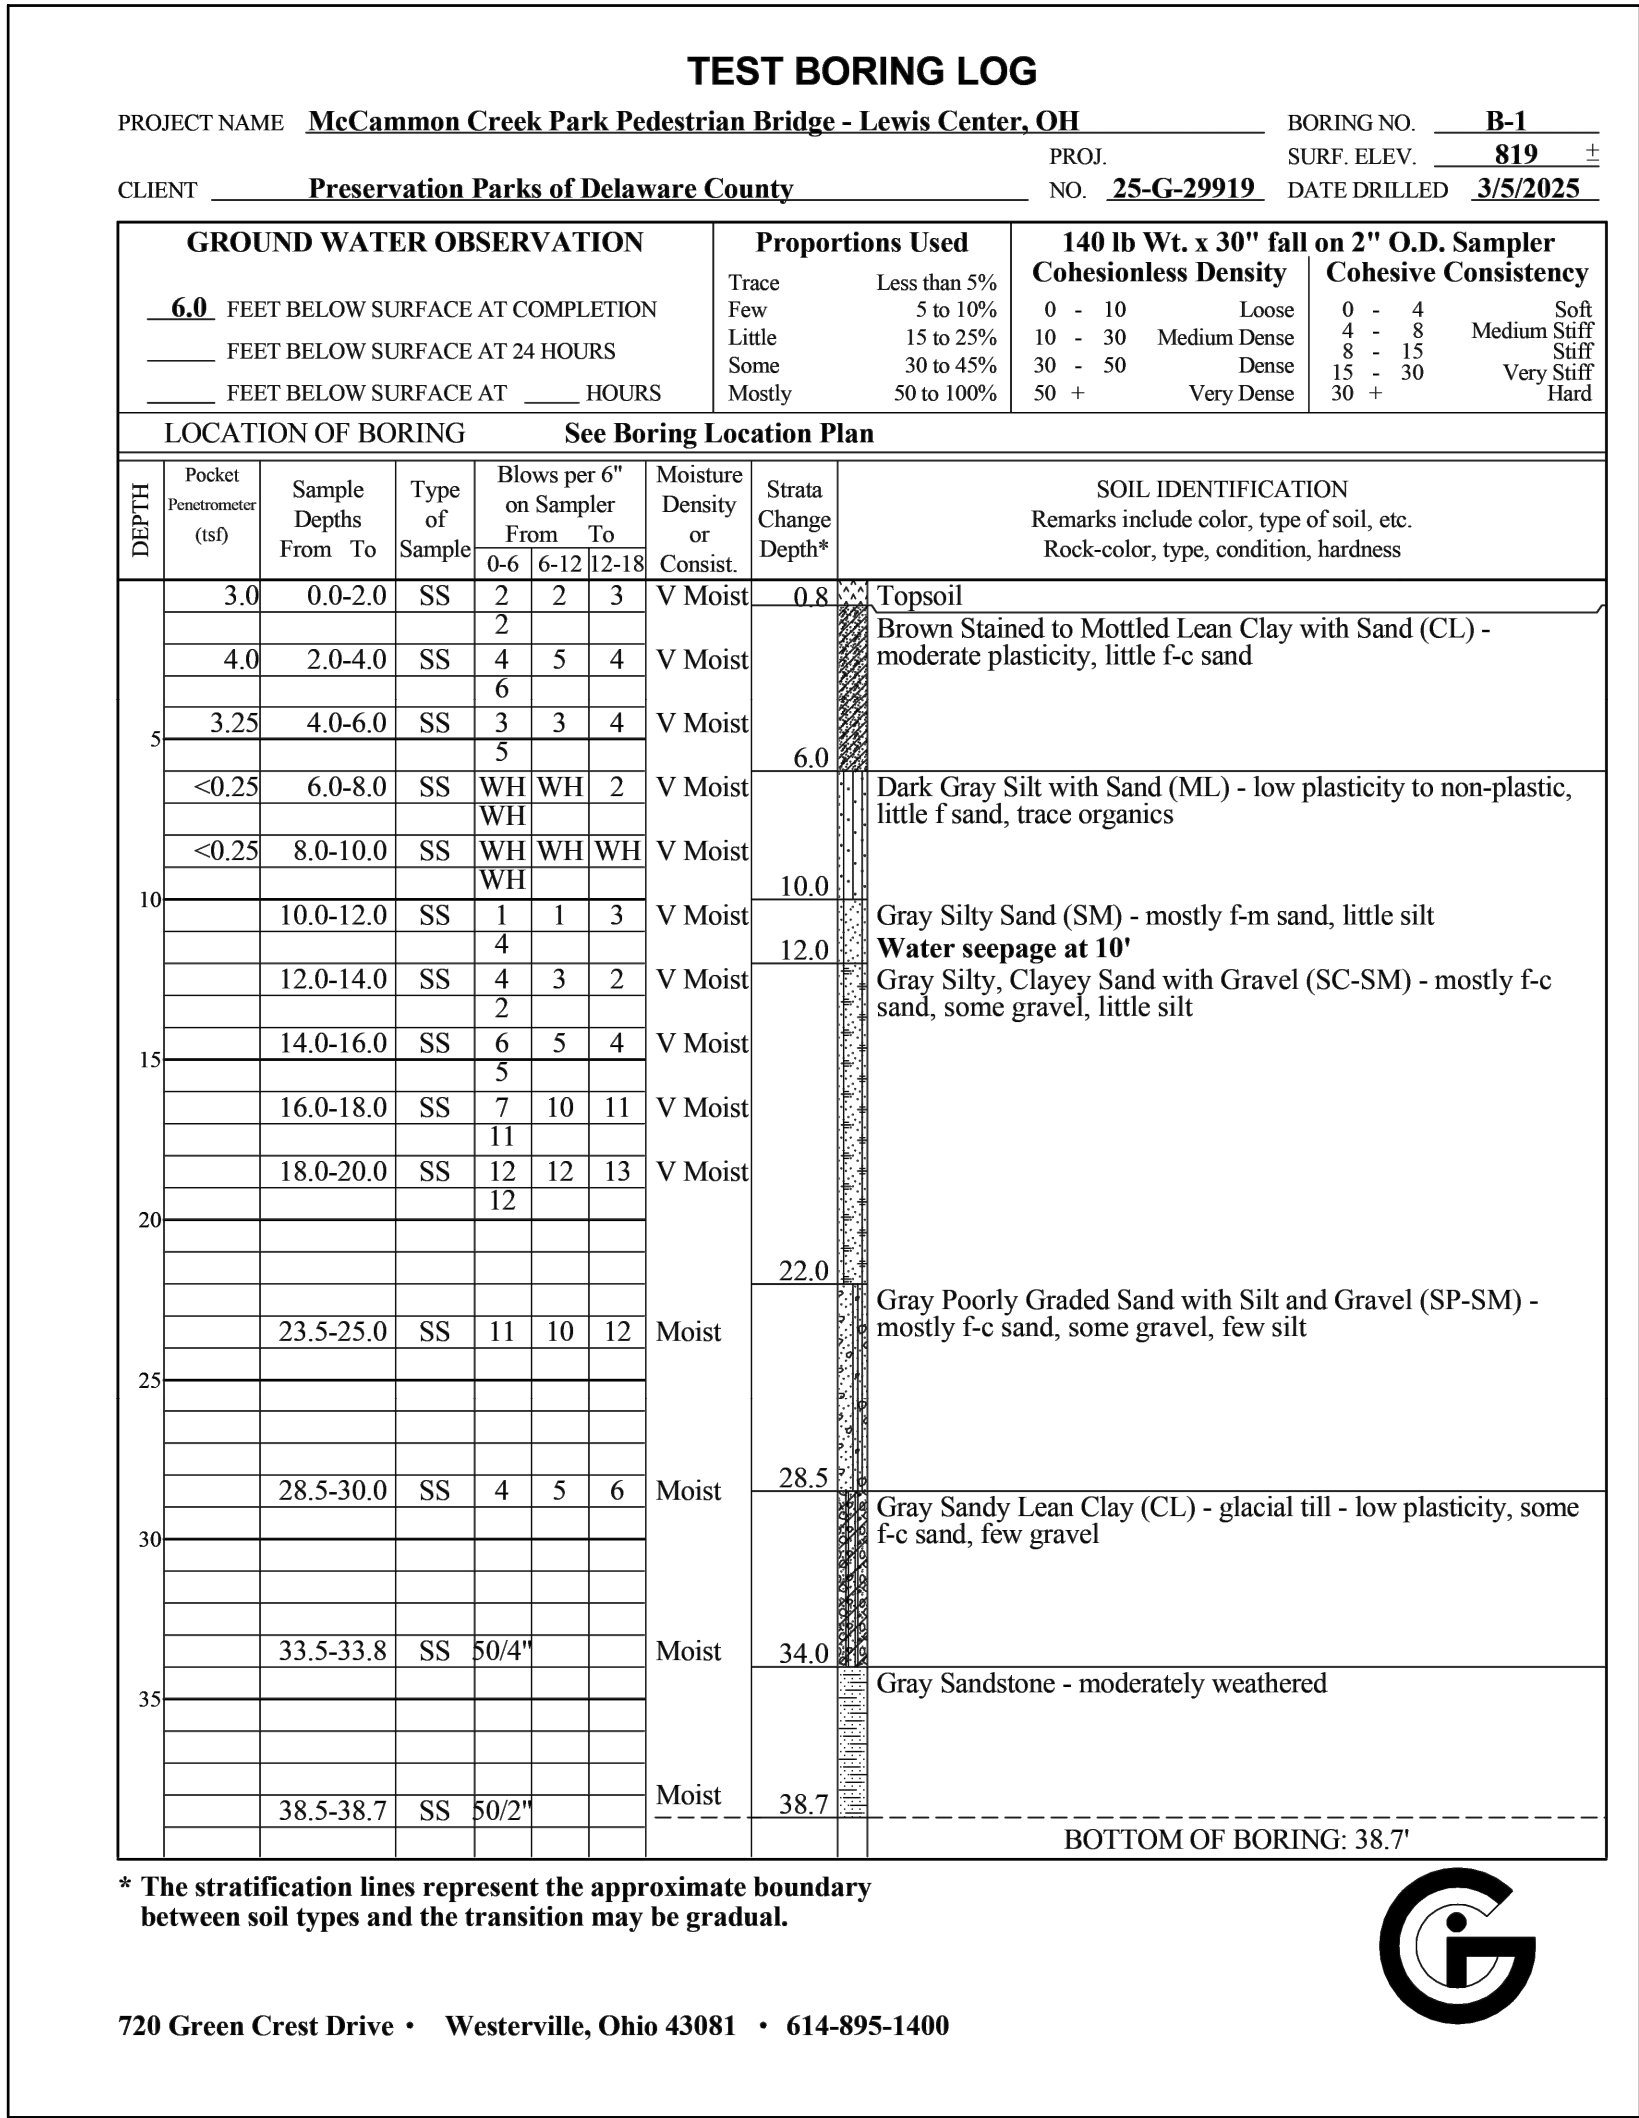 TEST BORING LOG
PROJECT NAME McCammon Creek Park Pedestrian Bridge - Lewis Center, OH BORING NO. B-1
PROJ. SURF. ELEV. 819 ±
CLIENT Preservation Parks of Delaware County NO. 25-G-29919 DATE DRILLED 3/5/2025
GROUND WATER OBSERVATION
6.0 FEET BELOW SURFACE AT COMPLETION
FEET BELOW SURFACE AT 24 HOURS
FEET BELOW SURFACE AT HOURS
Proportions Used
Trace Less than 5%
Few 5 to 10%
Little 15 to 25%
Some 30 to 45%
Mostly 50 to 100%
140 lb Wt. x 30" fall on 2" O.D. Sampler
Cohesionless Density
0 - 10 Loose
10 - 30 Medium Dense
30 - 50 Dense
50 + Very Dense
Cohesive Consistency
0 - 4 Soft
4 - 8 Medium Stiff
8 - 15 Stiff
15 - 30 Very Stiff
30 + Hard
LOCATION OF BORING See Boring Location Plan
DEPTH
Pocket
Penetrometer
(tsf)
Sample
Depths
From To
Type
of
Sample
Blows per 6"
on Sampler
From To
0-6 6-12 12-18
Moisture
Density
or
Consist.
Strata
Change
Depth*
SOIL IDENTIFICATION
Remarks include color, type of soil, etc.
Rock-color, type, condition, hardness
3.0 0.0-2.0 SS 2 2 3 V Moist 0.8 Topsoil
2 Brown Stained to Mottled Lean Clay with Sand (CL) -
4.0 2.0-4.0 SS 4 5 4 V Moist moderate plasticity, little f-c sand
6
3.25 4.0-6.0 SS 3 3 4 V Moist
5 5 6.0
<0.25 6.0-8.0 SS WH WH 2 V Moist Dark Gray Silt with Sand (ML) - low plasticity to non-plastic,
WH little f sand, trace organics
<0.25 8.0-10.0 SS WH WH WH V Moist
WH 10.0
10
10.0-12.0 SS 1 1 3 V Moist Gray Silty Sand (SM) - mostly f-m sand, little silt
4 12.0 Water seepage at 10'
12.0-14.0 SS 4 3 2 V Moist Gray Silty, Clayey Sand with Gravel (SC-SM) - mostly f-c
2 sand, some gravel, little silt
14.0-16.0 SS 6 5 4 V Moist
15 5
16.0-18.0 SS 7 10 11 V Moist
11
18.0-20.0 SS 12 12 13 V Moist
12
20
22.0
Gray Poorly Graded Sand with Silt and Gravel (SP-SM) -
23.5-25.0 SS 11 10 12 Moist mostly f-c sand, some gravel, few silt
25
28.5
28.5-30.0 SS 4 5 6 Moist
Gray Sandy Lean Clay (CL) - glacial till - low plasticity, some
30 f-c sand, few gravel
33.5-33.8 SS 50/4" Moist 34.0
Gray Sandstone - moderately weathered
35
38.5-38.7 SS 50/2" Moist 38.7
BOTTOM OF BORING: 38.7'
* The stratification lines represent the approximate boundary
between soil types and the transition may be gradual.
720 Green Crest Drive • Westerville, Ohio 43081 • 614-895-1400